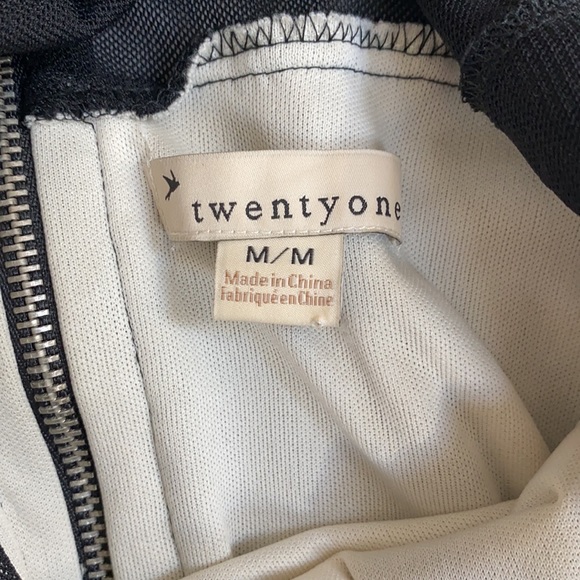 twentyone
M/M
Made in China
Fabriqué en Chine